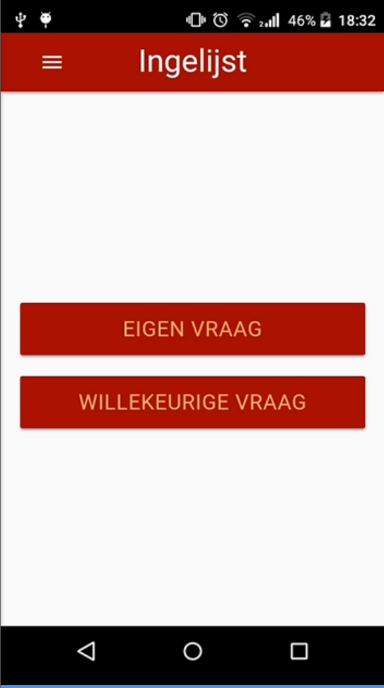 46% 18:32
Ingelijst
EIGEN VRAAG
WILLEKEURIGE VRAAG